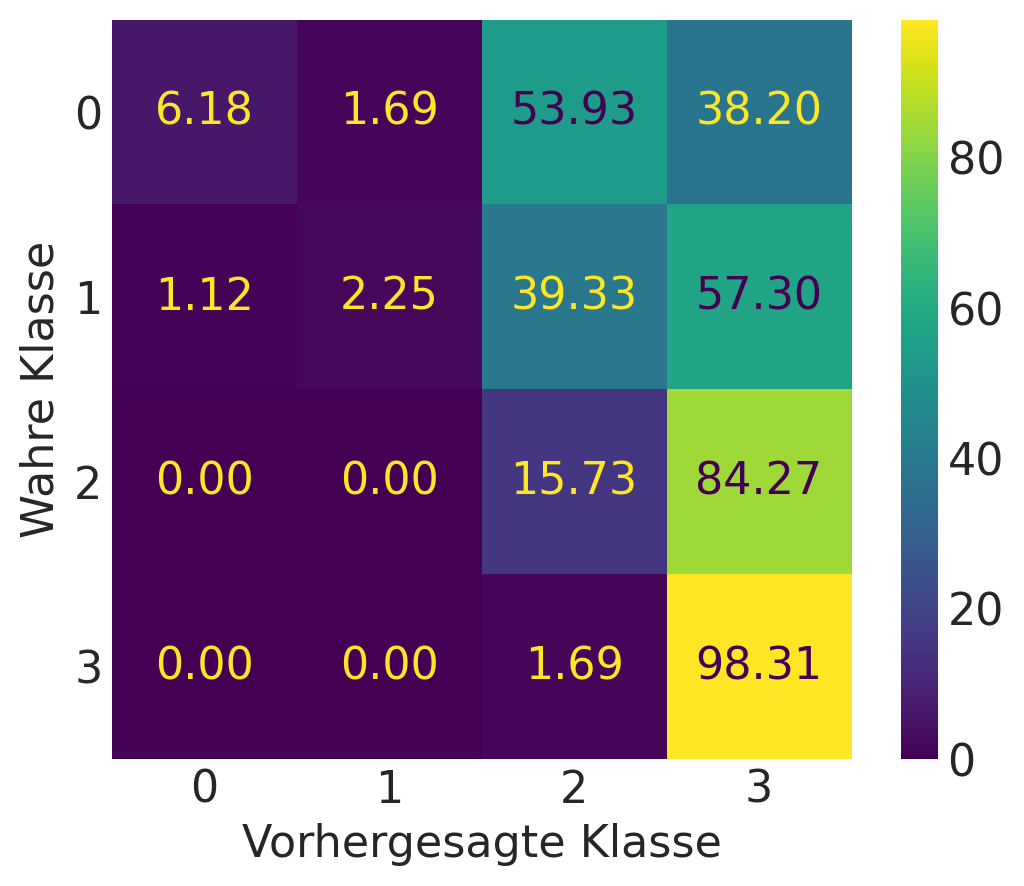 0 6.18 1.69 53.93 38.20
1 1.12 2.25 39.33 57.30
2 0.00 0.00 15.73 84.27
3 0.00 0.00 1.69 98.31
0 1 2 3
Vorhergesagte Klasse
Wahre Klasse
80
60
40
20
0